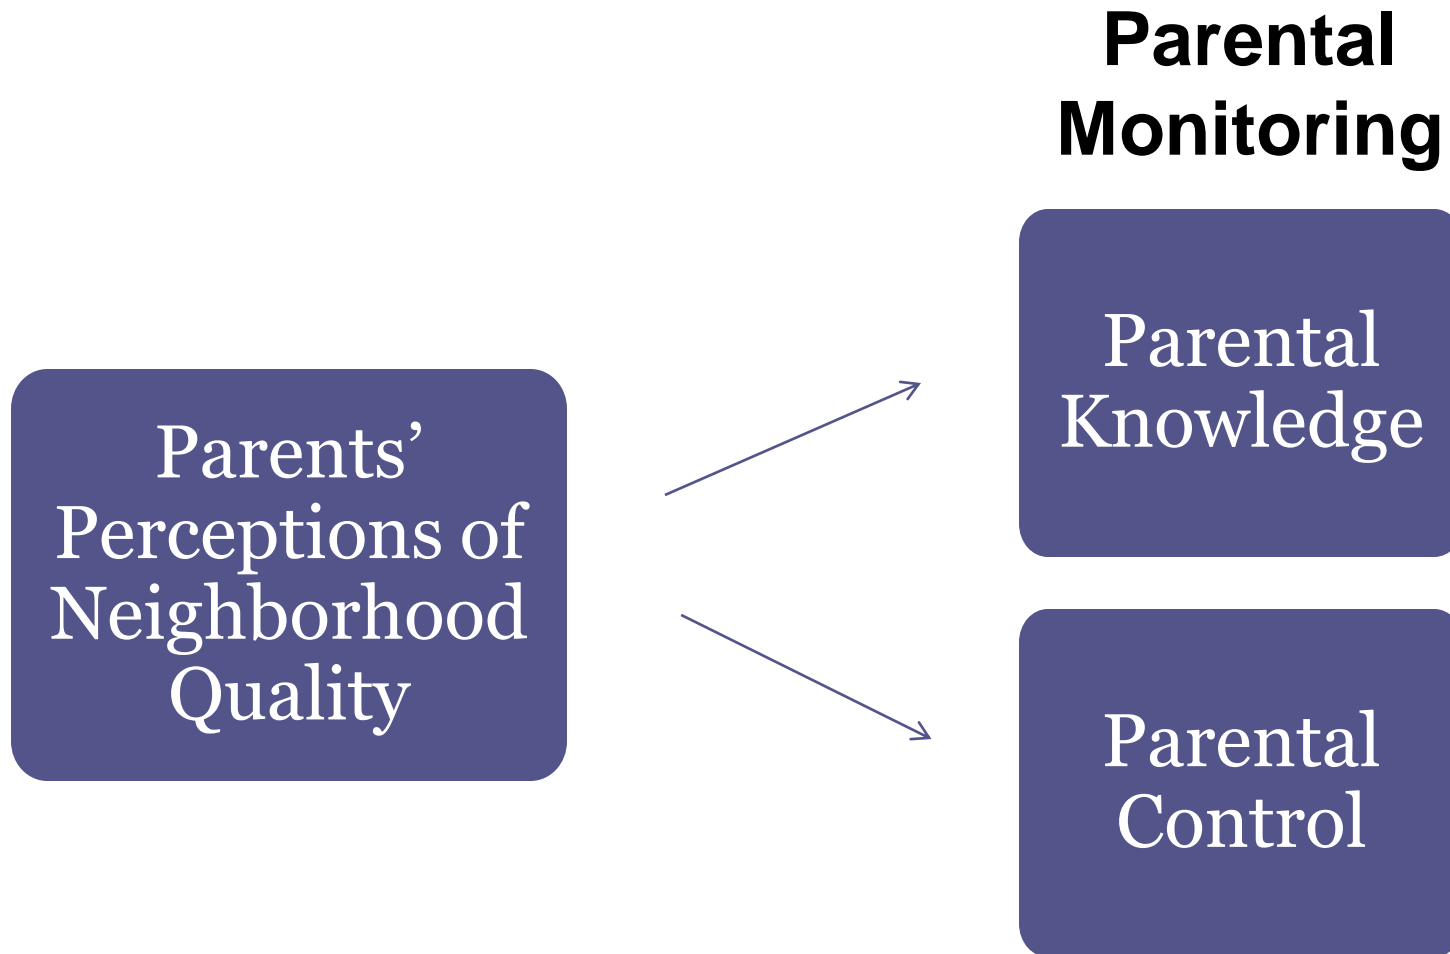 Parental
Monitoring
Parental
Knowledge
Parents’
Perceptions of
Neighborhood
Quality
Parental
Control